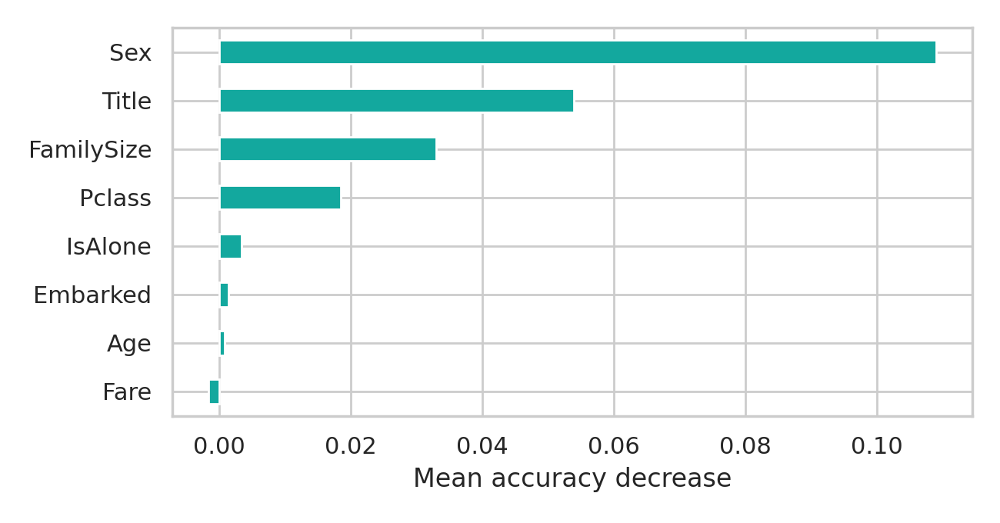 Sex
Title
FamilySize
Pclass
IsAlone
Embarked
Age
Fare
0.00 0.02 0.04 0.06 0.08 0.10
Mean accuracy decrease